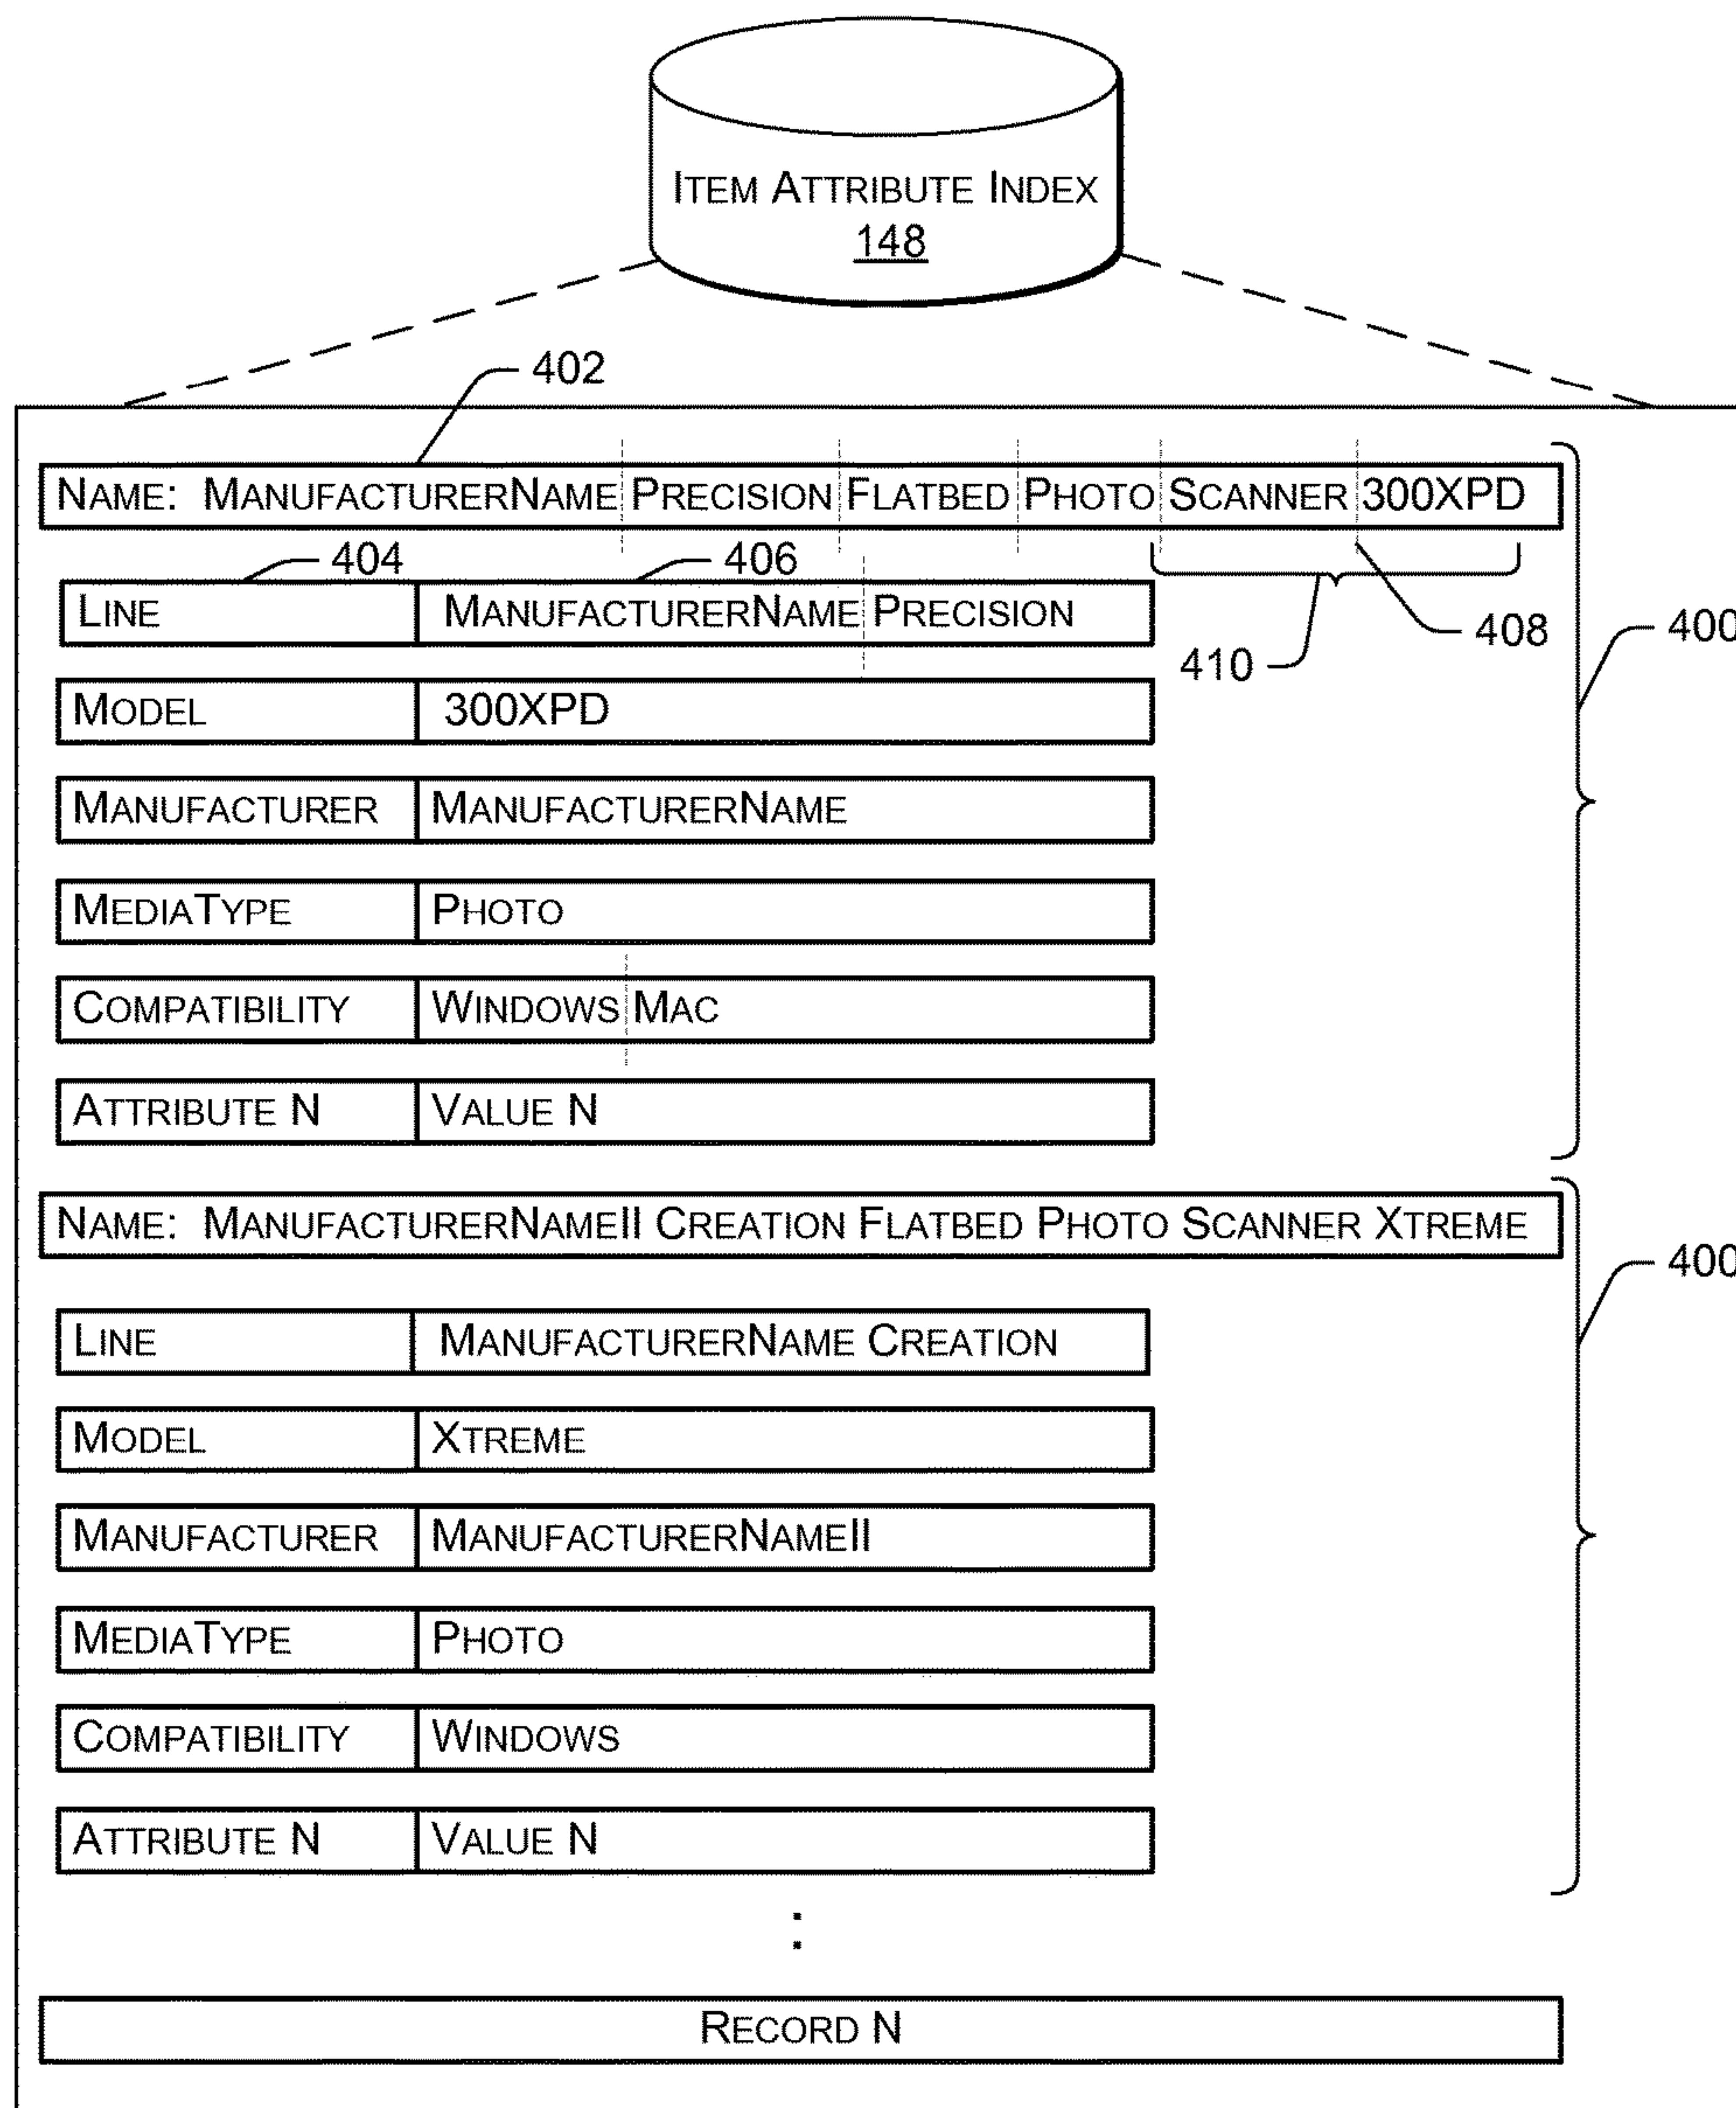 ITEM ATTRIBUTE INDEX
148
402
NAME: MANUFACTURERNAME PRECISION FLATBED PHOTO SCANNER 300XPD
404
406
LINE MANUFACTURERNAME PRECISION
408
400
410
MODEL 300XPD
MANUFACTURER MANUFACTURERNAME
MEDIATYPE PHOTO
COMPATIBILITY WINDOWS MAC
ATTRIBUTE N VALUE N
NAME: MANUFACTURERNAMEII CREATION FLATBED PHOTO SCANNER XTREME
400
LINE MANUFACTURERNAME CREATION
MODEL XTREME
MANUFACTURER MANUFACTURERNAMEII
MEDIATYPE PHOTO
COMPATIBILITY WINDOWS
ATTRIBUTE N VALUE N
RECORD N